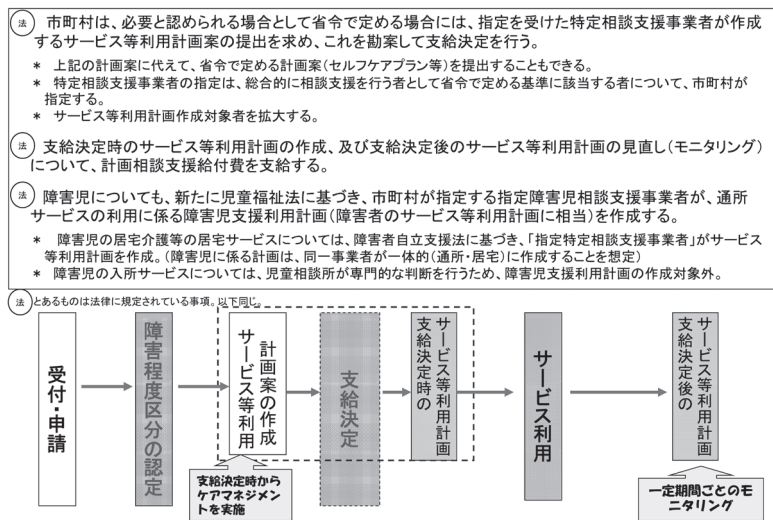 法 市町村は、必要と認められる場合として省令で定める場合には、指定を受けた特定相談支援事業者が作成
するサービス等利用計画案の提出を求め、これを勘案して支給決定を行う。
* 上記の計画案に代えて、省令で定める計画案(セルフケアプラン等)を提出することもできる。
* 特定相談支援事業者の指定は、総合的に相談支援を行う者として省令で定める基準に該当する者について、市町村が
指定する。
* サービス等利用計画作成対象者を拡大する。
法 支給決定時のサービス等利用計画の作成、及び支給決定後のサービス等利用計画の見直し(モニタリング)
について、計画相談支援給付費を支給する。
法 障害児についても、新たに児童福祉法に基づき、市町村が指定する指定障害児相談支援事業者が、通所
サービスの利用に係る障害児支援利用計画(障害者のサービス等利用計画に相当)を作成する。
* 障害児の居宅介護等の居宅サービスについては、障害者自立支援法に基づき、「指定特定相談支援事業者」がサービス
等利用計画を作成。(障害児に係る計画は、同一事業者が一体的(通所・居宅)に作成することを想定)
* 障害児の入所サービスについては、児童相談所が専門的な判断を行うため、障害児支援利用計画の作成対象外。
法 とあるものは法律に規定されている事項。以下同じ。
受付・申請
障害程度区分の認定
サービス等利用
計画案の作成
支給決定
支給決定時の
サービス等利用計画
サービス利用
支給決定後の
サービス等利用計画
支給決定時から
ケアマネジメン
トを実施
一定期間ごとのモ
ニタリング